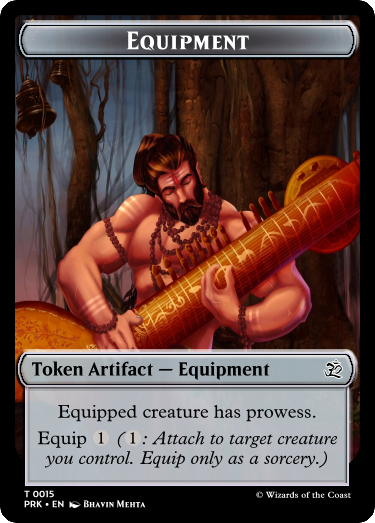 Equipment
Token Artifact — Equipment
Equipped creature has prowess.
Equip 1 (1: Attach to target creature
you control. Equip only as a sorcery.)
T 0015
PRK • EN Bhavin Mehta
© Wizards of the Coast